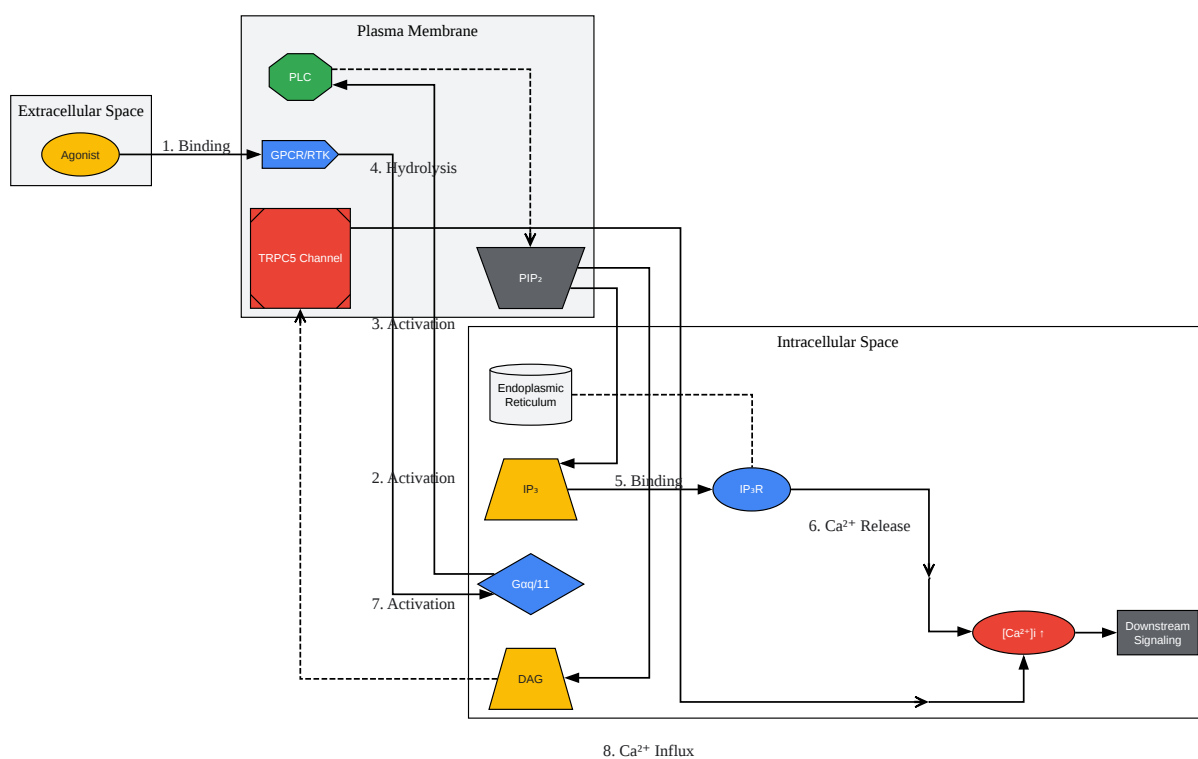 Plasma Membrane
PLC
Extracellular Space
Agonist
1. Binding
GPCR/RTK
4. Hydrolysis
TRPC5 Channel
PIP₂
3. Activation
Intracellular Space
Endoplasmic
Reticulum
2. Activation
IP₃
5. Binding
IP₃R
6. Ca²⁺ Release
Gαq/11
7. Activation
[Ca²⁺]i ↑
Downstream
Signaling
DAG
8. Ca²⁺ Influx